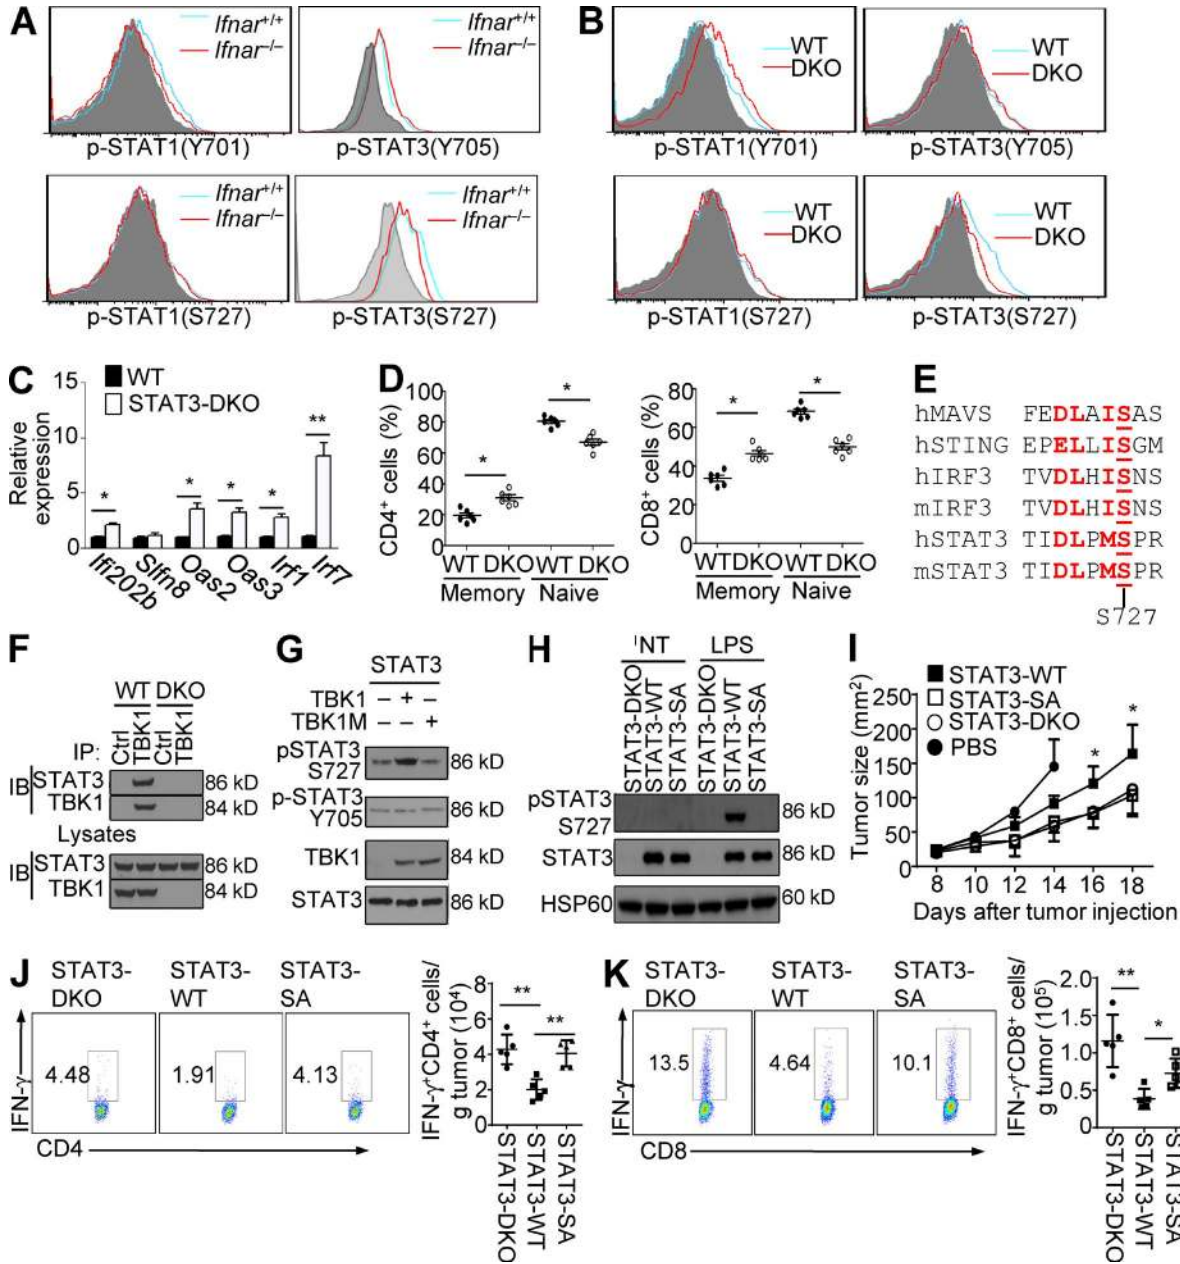 A
Ifnar+/+
Ifnar–/–
Ifnar+/+
Ifnar–/–
p-STAT1(Y701)
p-STAT3(Y705)
Ifnar+/+
Ifnar–/–
Ifnar+/+
Ifnar–/–
p-STAT1(S727)
p-STAT3(S727)
B
WT
DKO
WT
DKO
p-STAT1(Y701)
p-STAT3(Y705)
WT
DKO
WT
DKO
p-STAT1(S727)
p-STAT3(S727)
C
WT
STAT3-DKO
Relative
expression
15
10
5
0
*
*
*
*
**
Ifi202b
Slfn8
Oas2
Oas3
Irf1
Irf7
D
CD4+ cells (%)
100
80
60
40
20
0
*
*
WT DKO WT DKO
Memory Naive
CD8+ cells (%)
80
60
40
20
0
*
*
WT DKO WT DKO
Memory Naive
E
hMAVS FEDLAISAS
hSTING EPELLISGM
hIRF3 TVDLHISNS
mIRF3 TVDLHISNS
hSTAT3 TIDLPMSPR
mSTAT3 TIDLPMSPR
S727
F
WT DKO
IP: Ctrl TBK1 Ctrl TBK1
IB STAT3 86 kD
TBK1 84 kD
Lysates
IB STAT3 86 kD
TBK1 84 kD
G
STAT3
TBK1 – + –
TBK1M – – +
pSTAT3 S727 86 kD
p-STAT3 Y705 86 kD
TBK1 84 kD
STAT3 86 kD
H
NT LPS
STAT3-DKO STAT3-WT STAT3-SA STAT3-DKO STAT3-WT STAT3-SA
pSTAT3 S727 86 kD
STAT3 86 kD
HSP60 60 kD
I
STAT3-WT
STAT3-SA
STAT3-DKO
PBS
Tumor size (mm2)
250
200
150
100
50
0
*
*
8 10 12 14 16 18
Days after tumor injection
J
STAT3-DKO
STAT3-WT
STAT3-SA
4.48
1.91
4.13
IFN-γ
CD4
IFN-γ+CD4+ cells/
g tumor (104)
8
6
4
2
0
**
**
STAT3-DKO
STAT3-WT
STAT3-SA
K
STAT3-DKO
STAT3-WT
STAT3-SA
13.5
4.64
10.1
IFN-γ
CD8
IFN-γ+CD8+ cells/
g tumor (105)
2.0
1.5
1.0
0.5
0
**
*
STAT3-DKO
STAT3-WT
STAT3-SA